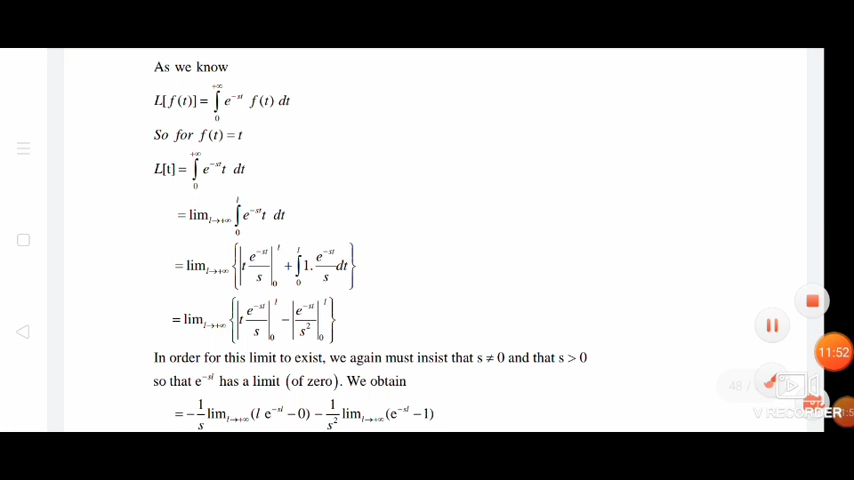 As we know
L[f(t)] = ∫₀^{+∞} e^{-st} f(t) dt
So for f(t) = t
L[t] = ∫₀^{+∞} e^{-st} t dt
= lim_{l→+∞} ∫₀^{l} e^{-st} t dt
= lim_{l→+∞} { | t e^{-st}/s |₀^{l} + ∫₀^{l} 1. e^{-st}/s dt }
= lim_{l→+∞} { | t e^{-st}/s |₀^{l} − | e^{-st}/s² |₀^{l} }
In order for this limit to exist, we again must insist that s ≠ 0 and that s > 0
so that e^{-sl} has a limit (of zero). We obtain
= −1/s lim_{l→+∞} (l e^{-sl} − 0) − 1/s² lim_{l→+∞} (e^{-sl} − 1)
11:52
48 /
V RECORDER